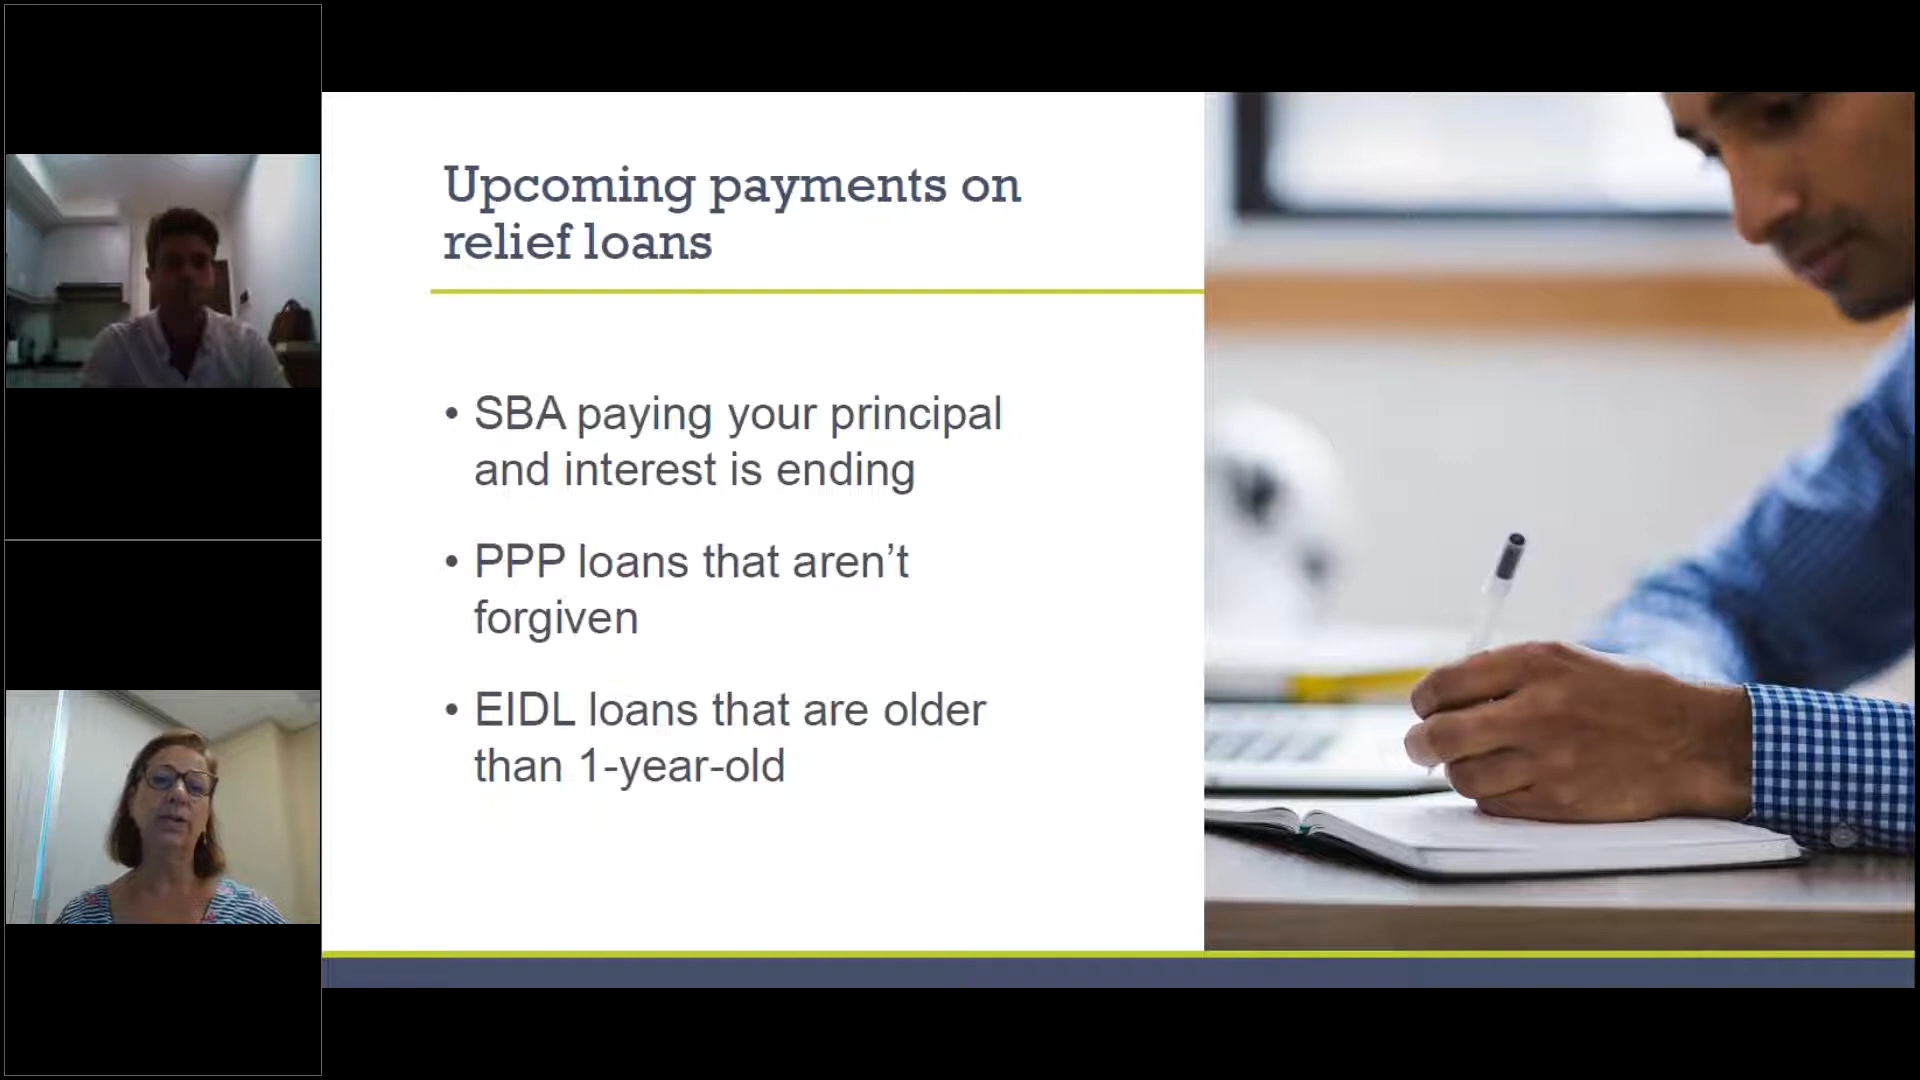 Upcoming payments on
relief loans
• SBA paying your principal
and interest is ending
• PPP loans that aren’t
forgiven
• EIDL loans that are older
than 1-year-old